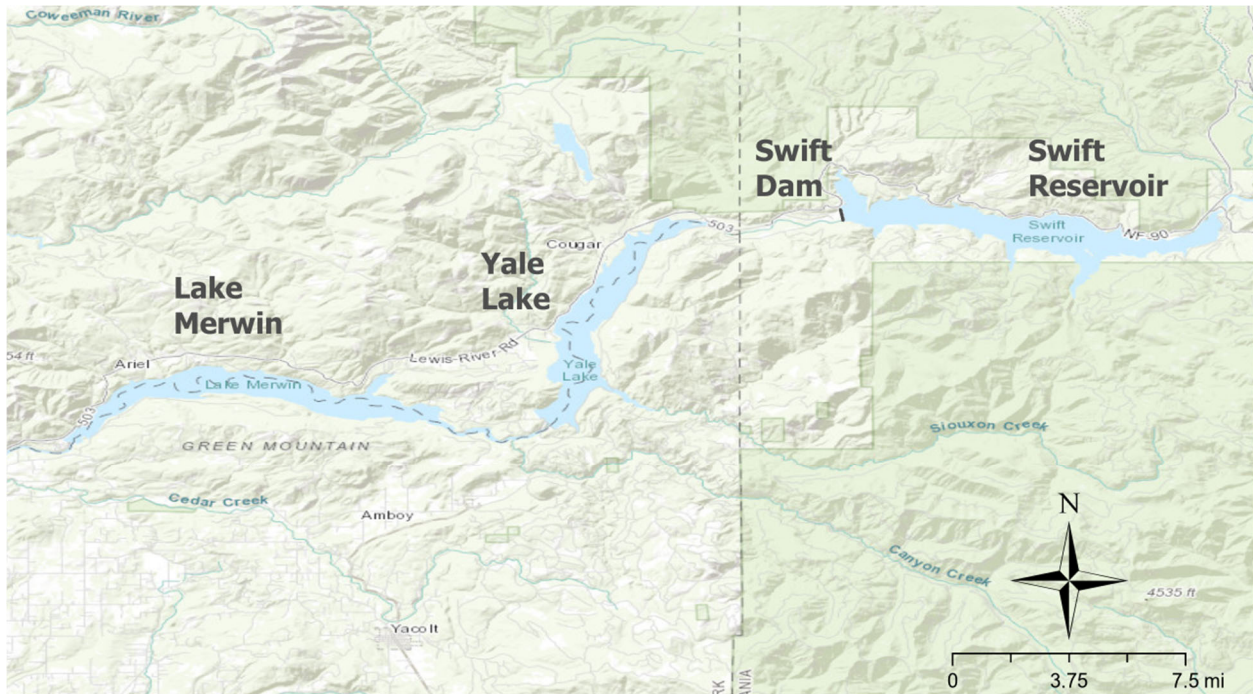 Coweeman River
Swift
Dam
Swift
Reservoir
503
Swift
Reservoir
NF-90
Cougar
Yale
Lake
Lake
Merwin
54 ft
Ariel
Lewis-River-Rd
Yale
Lake
Lake Merwin
503
GREEN MOUNTAIN
Siouxon Creek
Cedar Creek
Amboy
N
Canyon Creek
4535 ft
Yacolt
RK
ANIA
0 3.75 7.5 mi